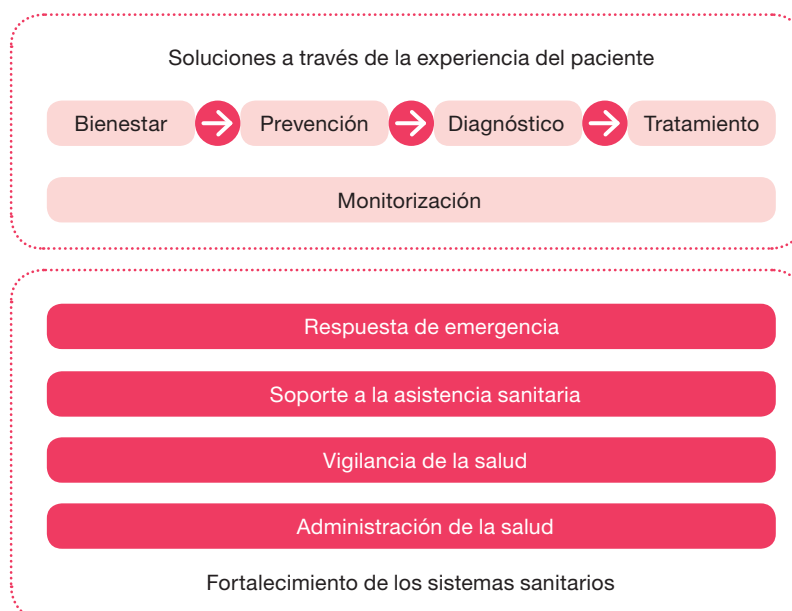 Soluciones a través de la experiencia del paciente
Bienestar Prevención Diagnóstico Tratamiento
Monitorización
Respuesta de emergencia
Soporte a la asistencia sanitaria
Vigilancia de la salud
Administración de la salud
Fortalecimiento de los sistemas sanitarios